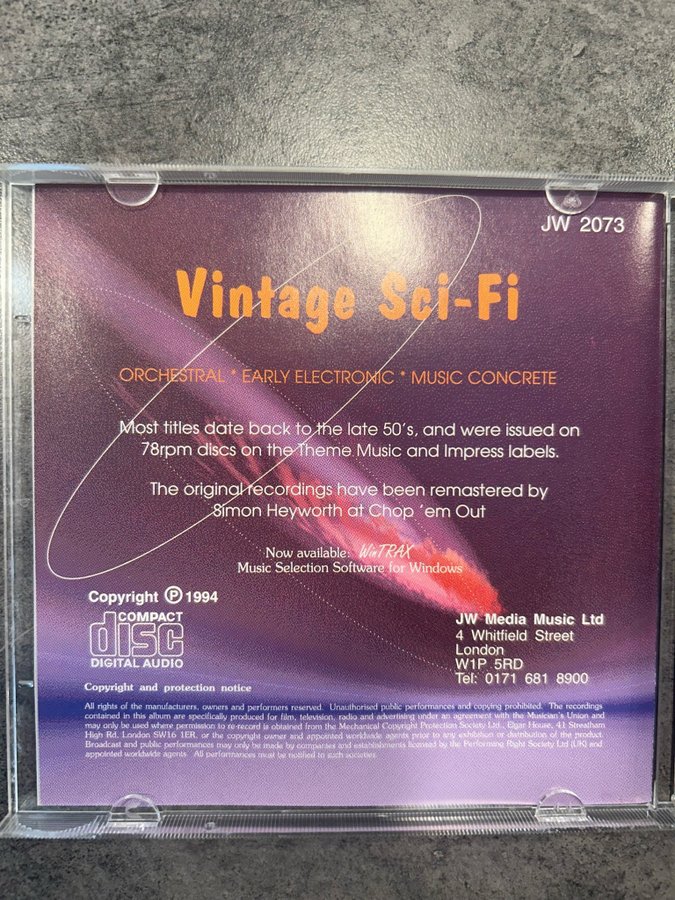 JW 2073
Vintage Sci-Fi
ORCHESTRAL * EARLY ELECTRONIC * MUSIC CONCRETE
Most titles date back to the late 50's, and were issued on
78rpm discs on the Theme Music and Impress labels.
The original recordings have been remastered by
Simon Heyworth at Chop 'em Out
Now available: WinTRAX
Music Selection Software for Windows
Copyright Ⓟ 1994
COMPACT
disc
DIGITAL AUDIO
JW Media Music Ltd
4 Whitfield Street
London
W1P 5RD
Tel: 0171 681 8900
Copyright and protection notice
All rights of the manufacturers, owners and performers reserved. Unauthorised public performances and copying prohibited. The recordings
contained in this album are specifically produced for film, television, radio and advertising under an agreement with the Musician's Union and
may only be used where permission to re-record is obtained from the Mechanical Copyright Protection Society Ltd., Elgar House, 41 Streatham
High Rd, London SW16 1ER, or the copyright owner and appointed worldwide agents prior to any exhibition or distribution of the product.
Broadcast and public performances may only be made by companies and establishments licensed by the Performing Right Society Ltd (UK) and
appointed worldwide agents. All performances must be notified to such societies.